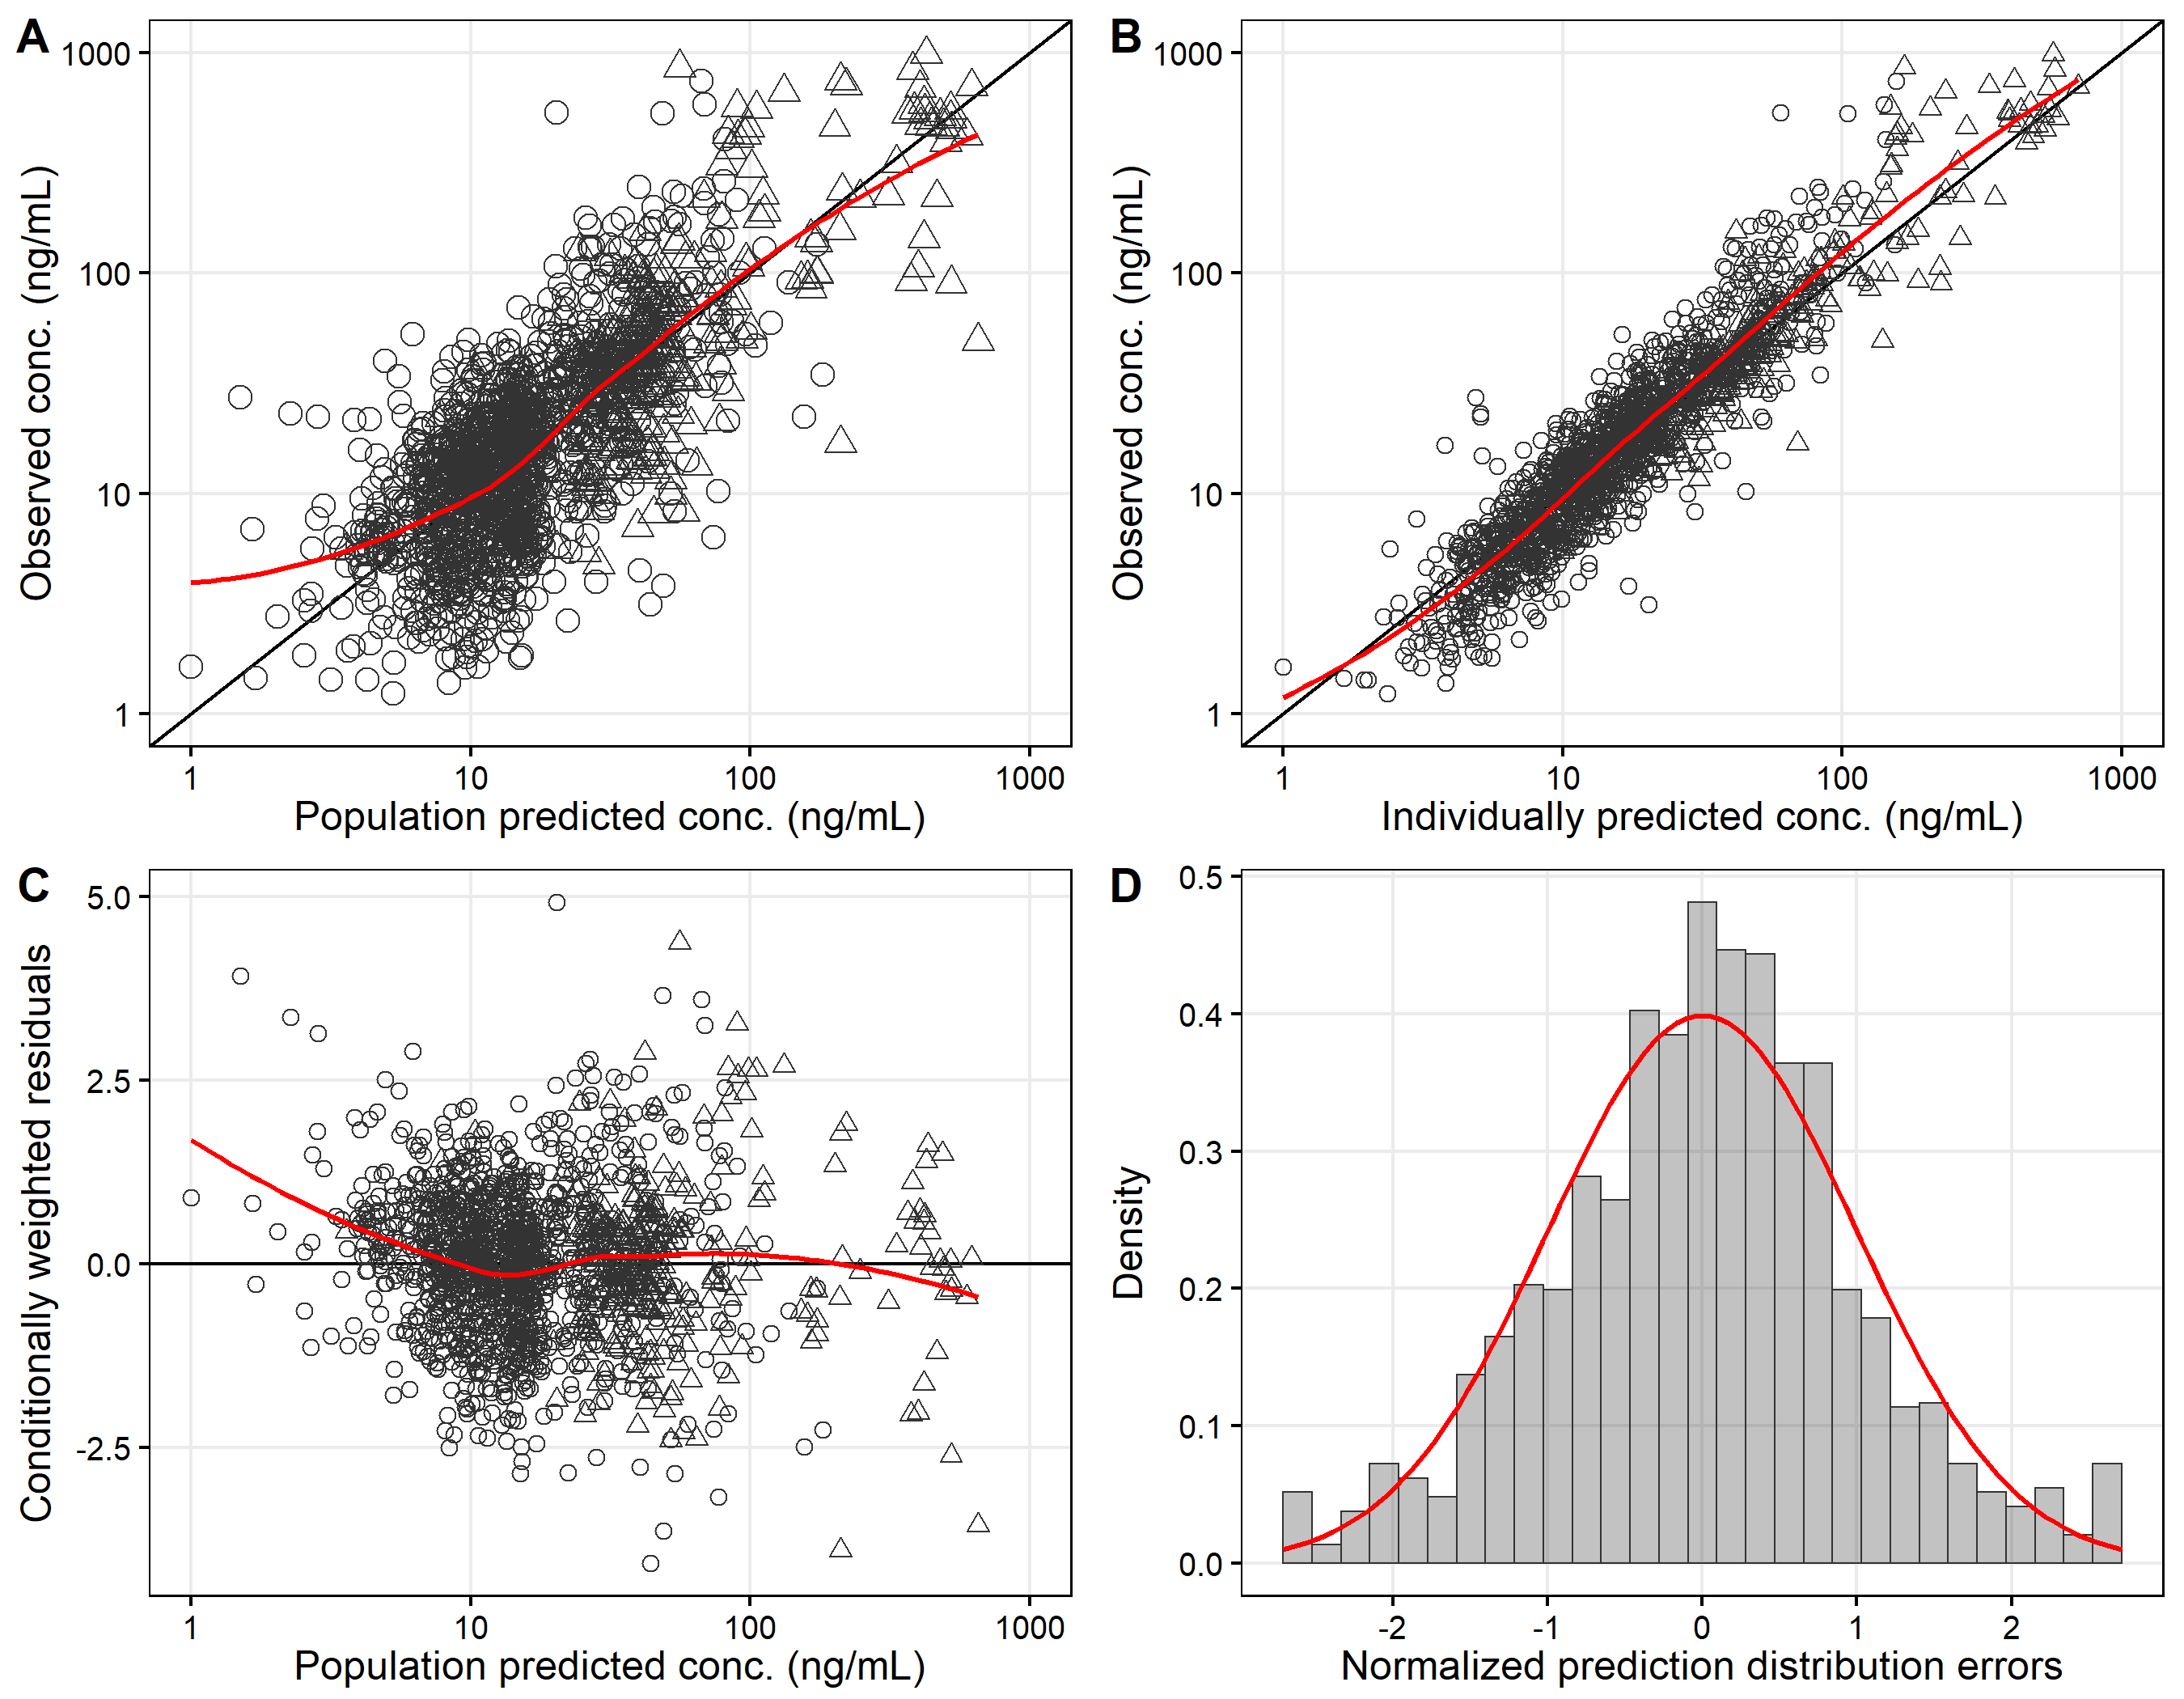 A
Observed conc. (ng/mL)
1000
100
10
1
1
10
100
1000
Population predicted conc. (ng/mL)
B
Observed conc. (ng/mL)
1000
100
10
1
1
10
100
1000
Individually predicted conc. (ng/mL)
C
Conditionally weighted residuals
5.0
2.5
0.0
-2.5
1
10
100
1000
Population predicted conc. (ng/mL)
D
Density
0.5
0.4
0.3
0.2
0.1
0.0
-2
-1
0
1
2
Normalized prediction distribution errors